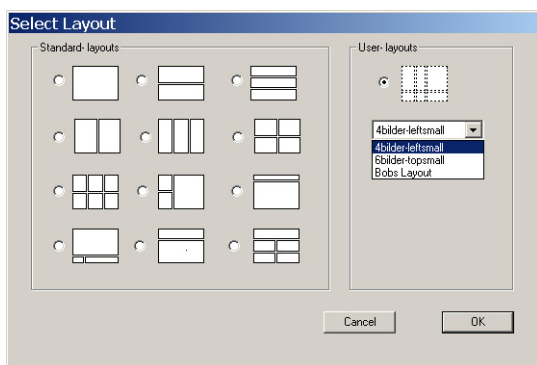 Select Layout
Standard- layouts
User- layouts
4bilder-leftsmall
4bilder-leftsmall
6bilder-topsmall
Bobs Layout
Cancel
OK